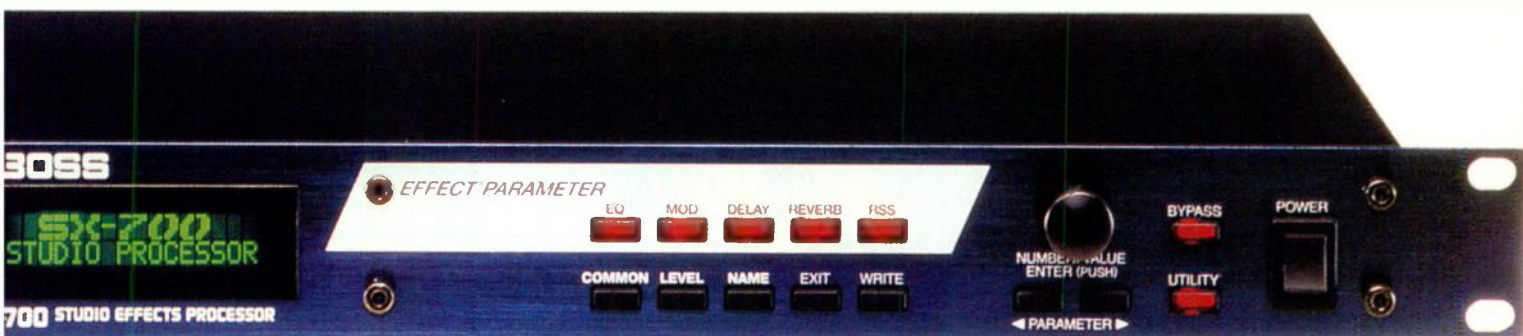 BOSS
SX-700
STUDIO PROCESSOR
700 STUDIO EFFECTS PROCESSOR
EFFECT PARAMETER
EQ MOD DELAY REVERB RSS
COMMON LEVEL NAME EXIT WRITE
NUMBER/VALUE
ENTER (PUSH)
◀ PARAMETER ▶
BYPASS
UTILITY
POWER